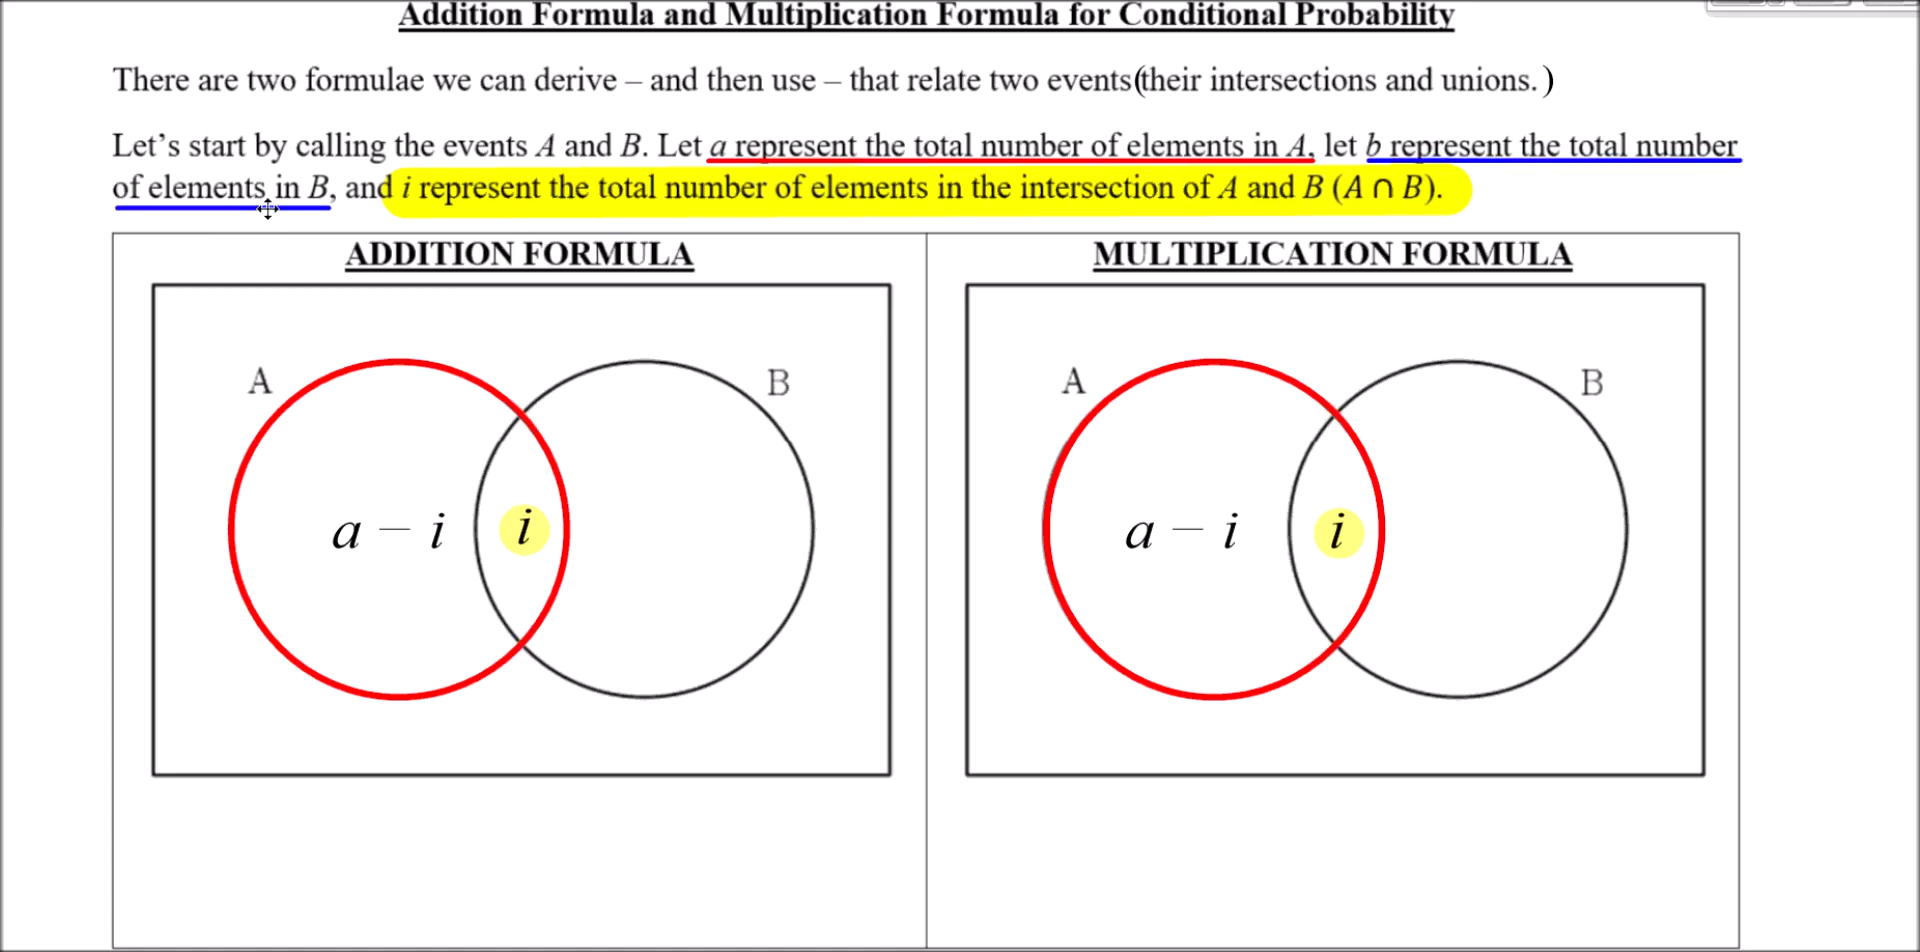 Addition Formula and Multiplication Formula for Conditional Probability
There are two formulae we can derive – and then use – that relate two events(their intersections and unions.)
Let’s start by calling the events A and B. Let a represent the total number of elements in A, let b represent the total number
of elements in B, and i represent the total number of elements in the intersection of A and B (A ∩ B).
ADDITION FORMULA
A
B
a – i
i
MULTIPLICATION FORMULA
A
B
a – i
i